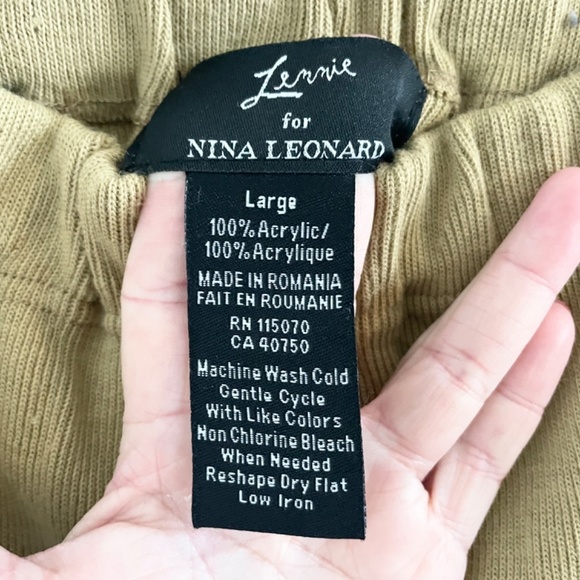 Lennie
for
NINA LEONARD
Large
100% Acrylic/
100% Acrylique
MADE IN ROMANIA
FAIT EN ROUMANIE
RN 115070
CA 40750
Machine Wash Cold
Gentle Cycle
With Like Colors
Non Chlorine Bleach
When Needed
Reshape Dry Flat
Low Iron